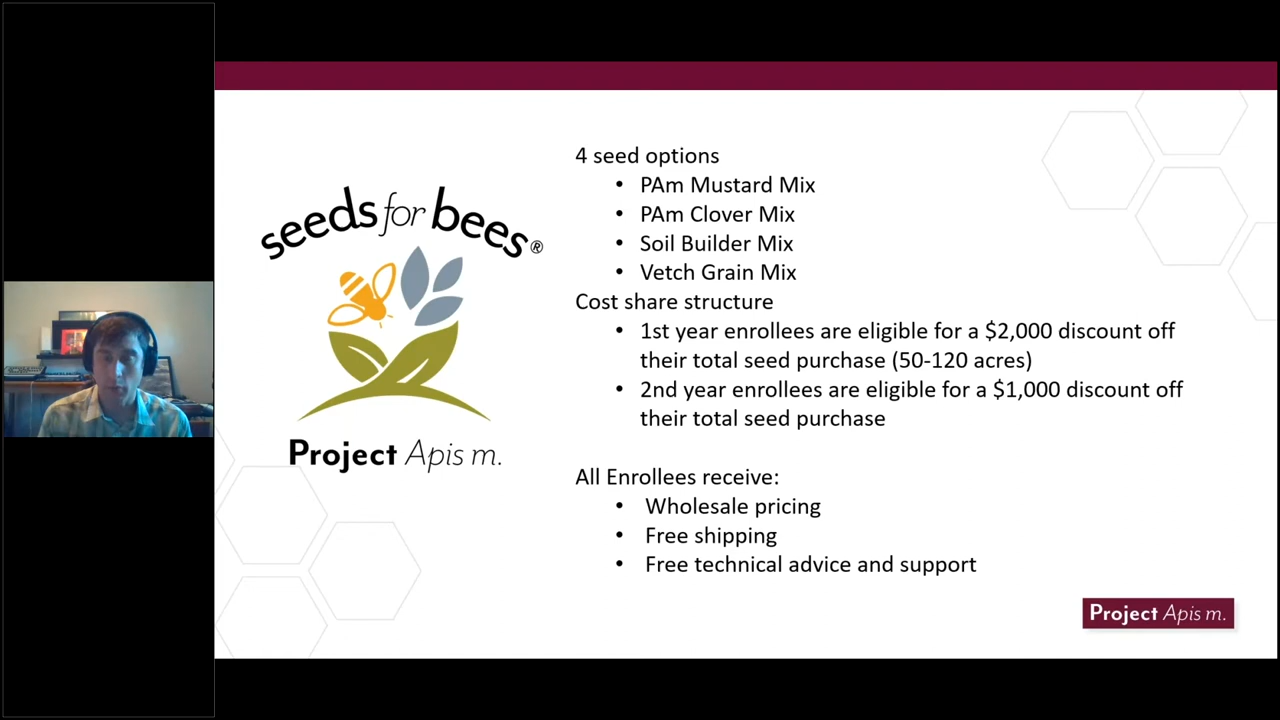 seeds for bees®
Project Apis m.
4 seed options
• PAm Mustard Mix
• PAm Clover Mix
• Soil Builder Mix
• Vetch Grain Mix
Cost share structure
• 1st year enrollees are eligible for a $2,000 discount off
their total seed purchase (50-120 acres)
• 2nd year enrollees are eligible for a $1,000 discount off
their total seed purchase
All Enrollees receive:
• Wholesale pricing
• Free shipping
• Free technical advice and support
Project Apis m.